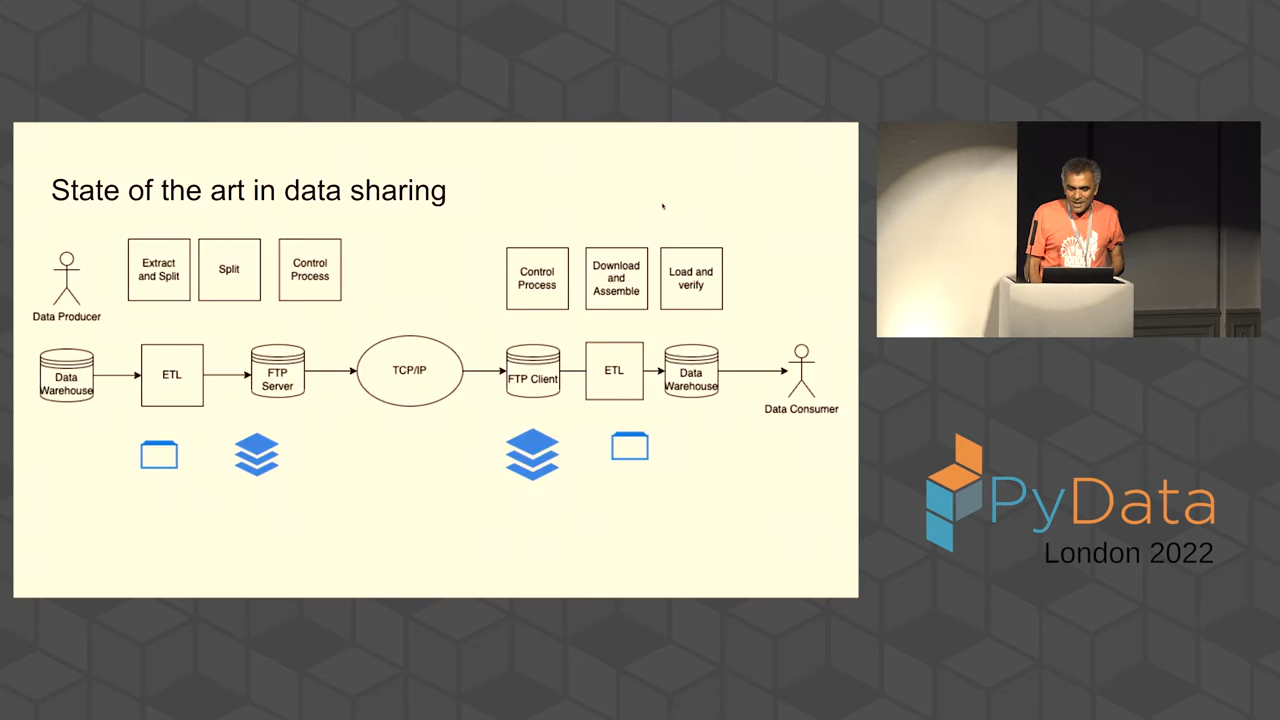 State of the art in data sharing
Extract
and Split
Split
Control
Process
Control
Process
Download
and
Assemble
Load and
verify
Data Producer
Data
Warehouse
ETL
FTP
Server
TCP/IP
FTP Client
ETL
Data
Warehouse
Data Consumer
PyData
London 2022